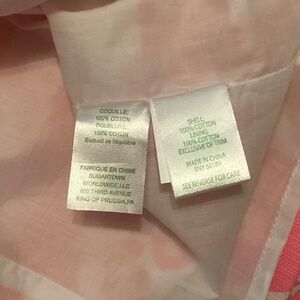 COQUILLE:
100% COTON
DOUBLURE:
100% COTON
Exclusif de l'équilibre
FABRIQUE EN CHINE
SUGARTOWN
WORLDWIDE, LLC
800 THIRD AVENUE
KING OF PRUSSIA, PA
SHELL:
100% COTTON
LINING:
100% COTTON
EXCLUSIVE OF TRIM
MADE IN CHINA
SEE REVERSE FOR CARE